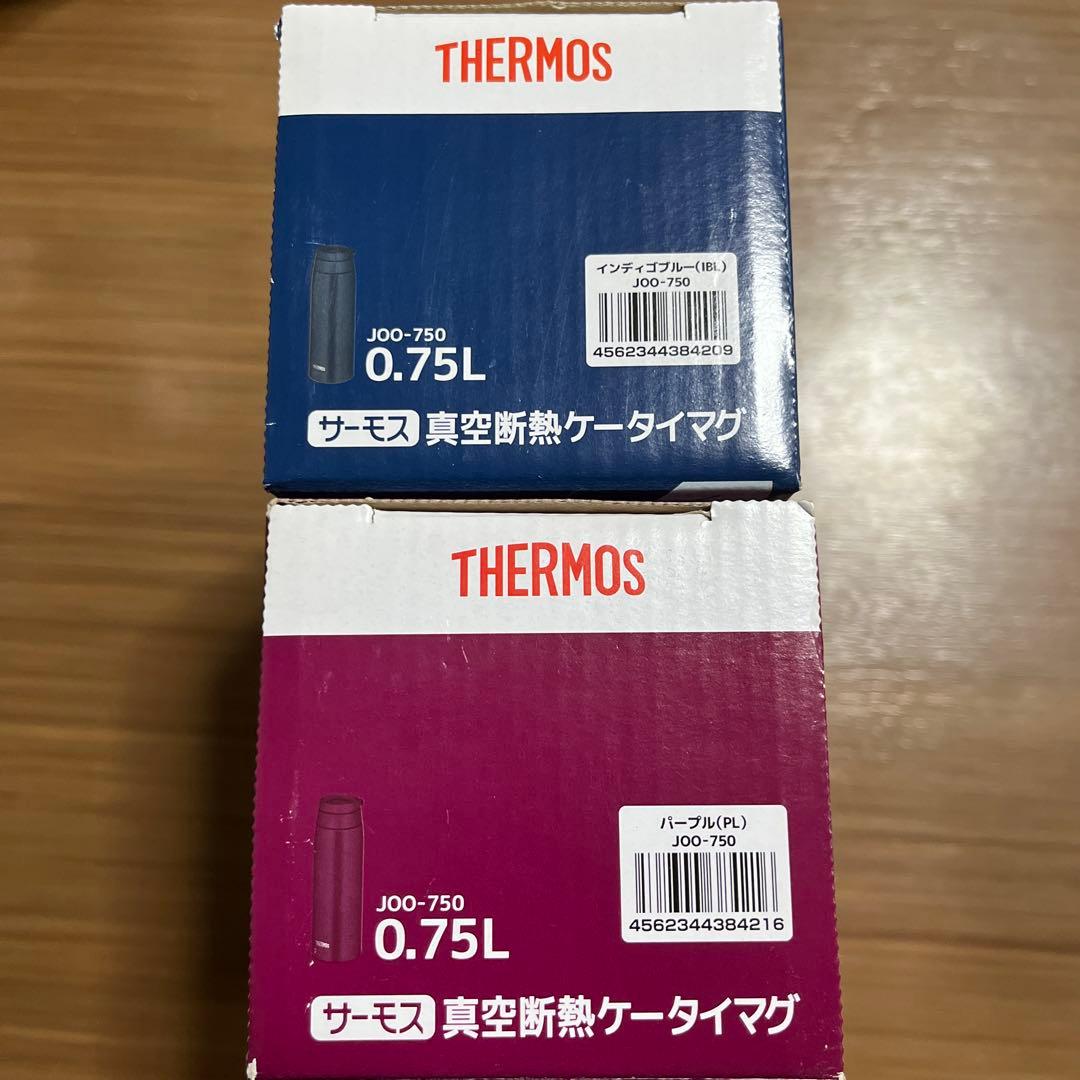 THERMOS
インディゴブルー(IBL)
JOO-750
4562344384209
JOO-750
0.75L
サーモス 真空断熱ケータイマグ
THERMOS
パープル(PL)
JOO-750
4562344384216
JOO-750
0.75L
THERMOS
サーモス 真空断熱ケータイマグ